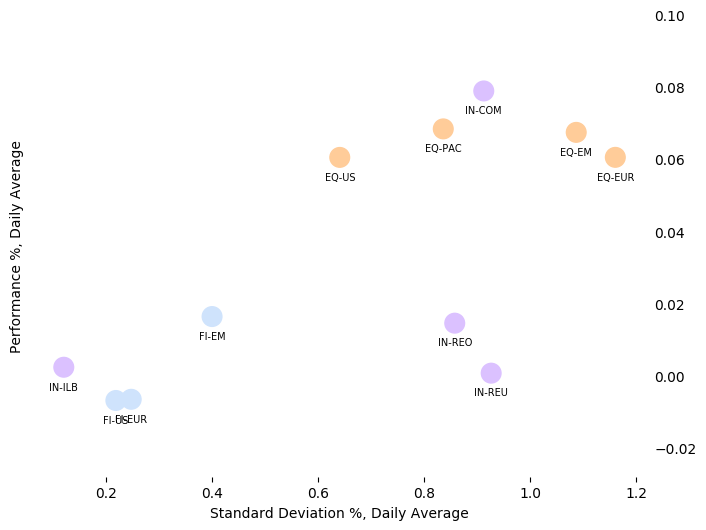 0.10
0.08
IN-COM
EQ-PAC
EQ-EM
0.06
EQ-US
EQ-EUR
Performance %, Daily Average
0.04
0.02
FI-EM
IN-REO
0.00
IN-ILB
IN-REU
FI-US
FI-EUR
−0.02
0.2
0.4
0.6
0.8
1.0
1.2
Standard Deviation %, Daily Average